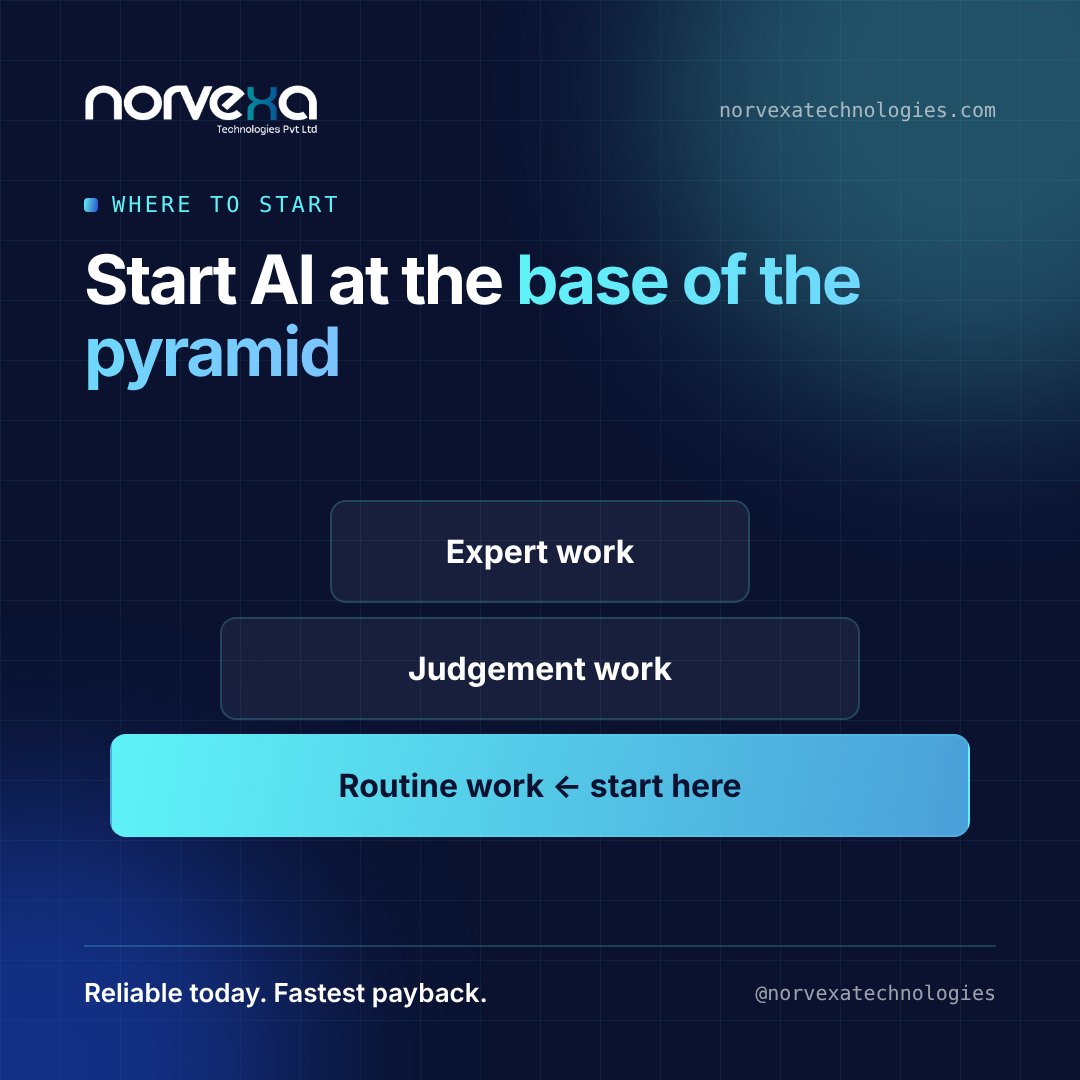 norvexa
Technologies Pvt Ltd
norvexatechnologies.com
WHERE TO START
Start AI at the base of the
pyramid
Expert work
Judgement work
Routine work ← start here
Reliable today. Fastest payback.
@norvexatechnologies